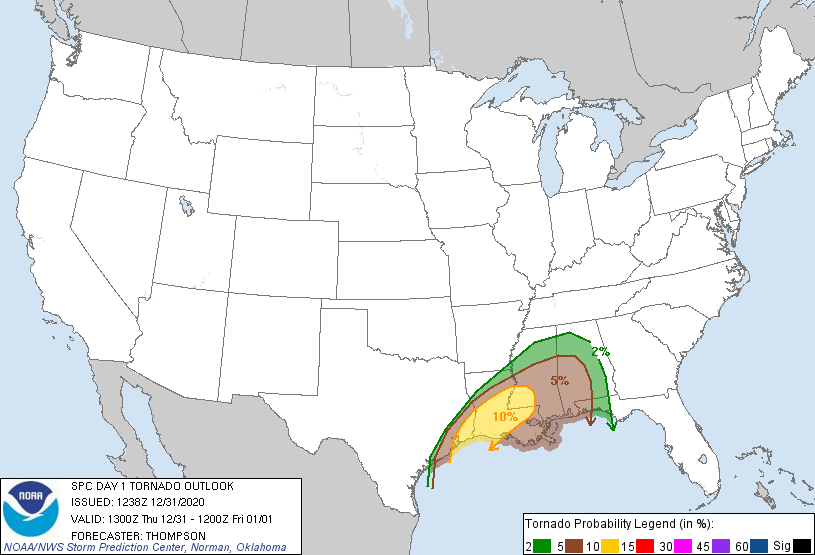 2%
5%
10%
NOAA
SPC DAY 1 TORNADO OUTLOOK
ISSUED: 1238Z 12/31/2020
VALID: 1300Z Thu 12/31 - 1200Z Fri 01/01
FORECASTER: THOMPSON
NOAA/NWS Storm Prediction Center, Norman, Oklahoma
Tornado Probability Legend (in %):
2 5 10 15 30 45 60 Sig